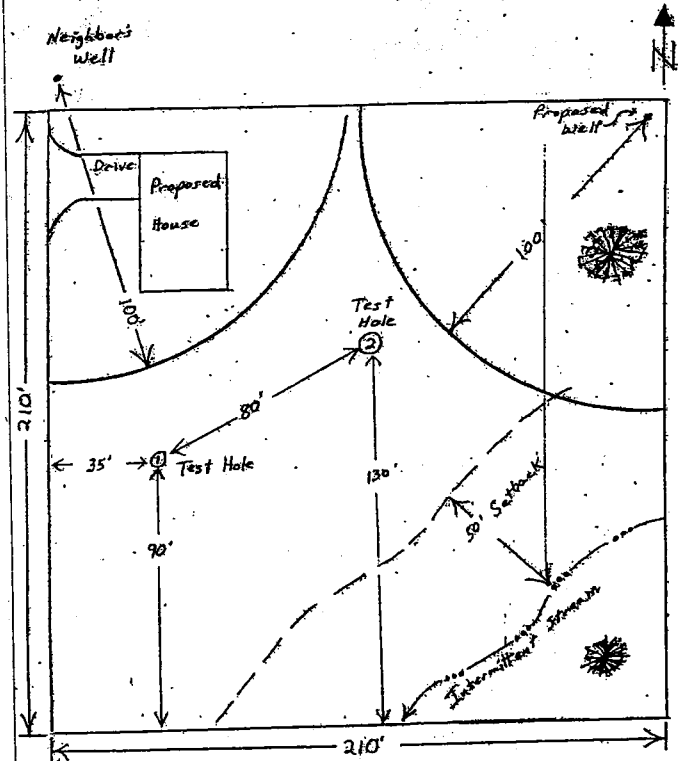 Neighbor's
Well
N
Proposed
Well
Drive
Proposed
House
100'
100'
Test
Hole
2
210'
80'
35'
1
Test Hole
130'
50' Setback
90'
Intermittent Stream
210'